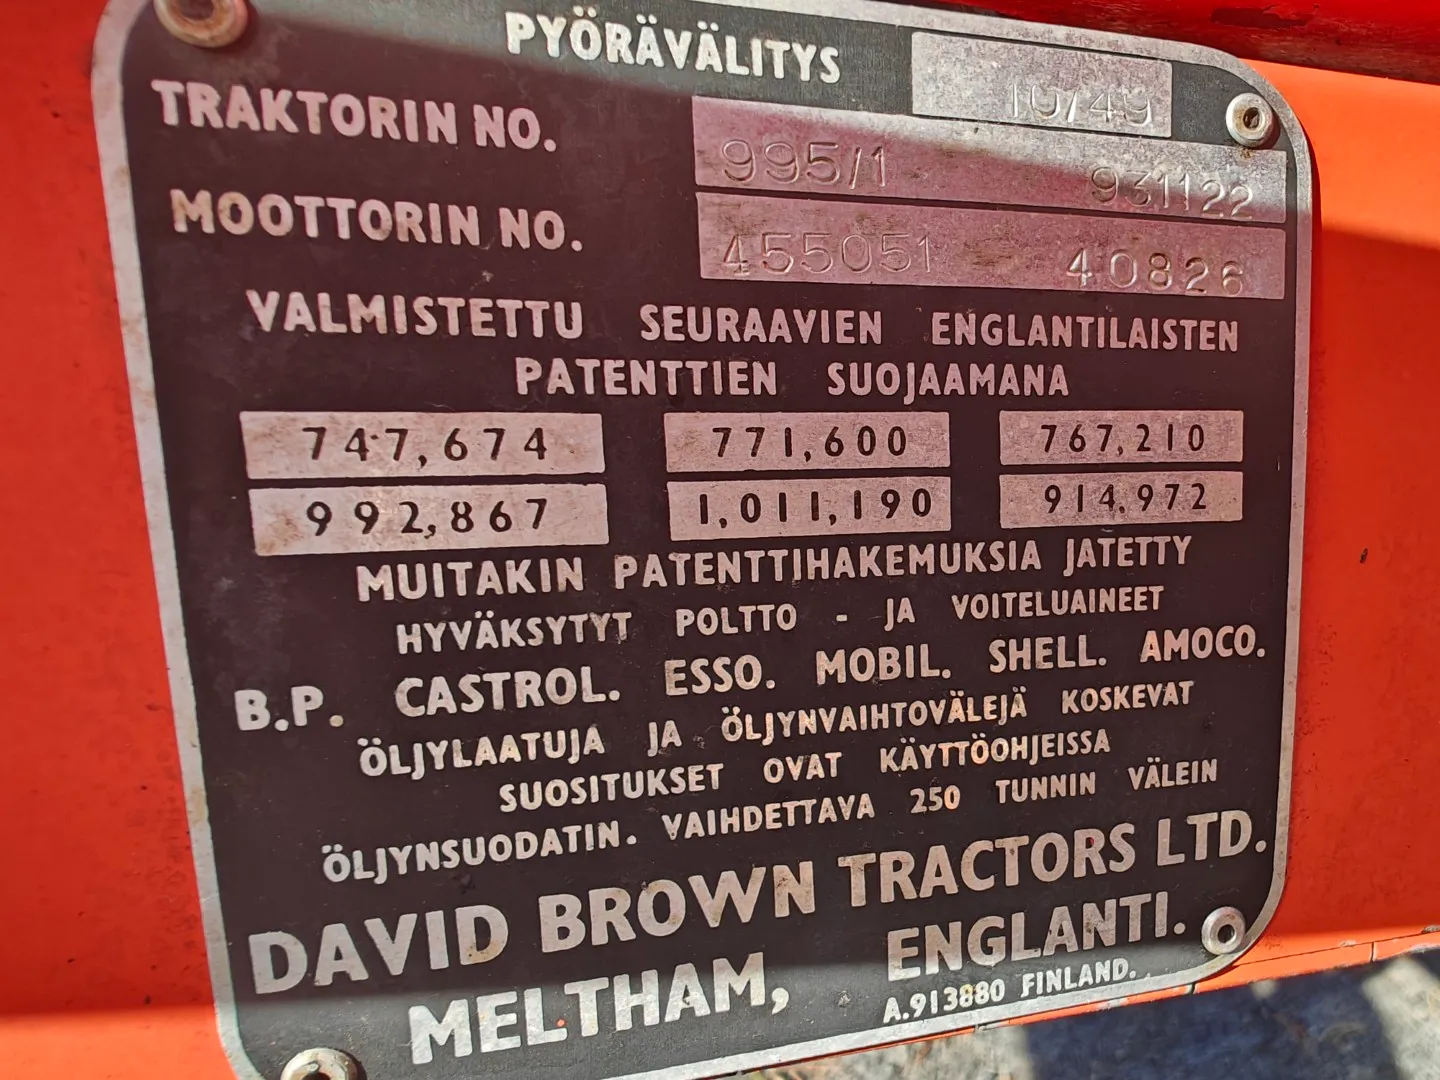 PYÖRÄVÄLITYS 10/49
TRAKTORIN NO. 995/1 931122
MOOTTORIN NO. 455051 40826
VALMISTETTU SEURAAVIEN ENGLANTILAISTEN
PATENTTIEN SUOJAAMANA
747,674 771,600 767,210
992,867 1,011,190 914.972
MUITAKIN PATENTTIHAKEMUKSIA JÄTETTY
HYVÄKSYTYT POLTTO - JA VOITELUAINEET
B.P. CASTROL. ESSO. MOBIL. SHELL. AMOCO.
ÖLJYLAATUJA JA ÖLJYNVAIHTOVÄLEJÄ KOSKEVAT
SUOSITUKSET OVAT KÄYTTÖOHJEISSA
ÖLJYNSUODATIN. VAIHDETTAVA 250 TUNNIN VÄLEIN
DAVID BROWN TRACTORS LTD.
MELTHAM, ENGLANTI.
A.913880 FINLAND.